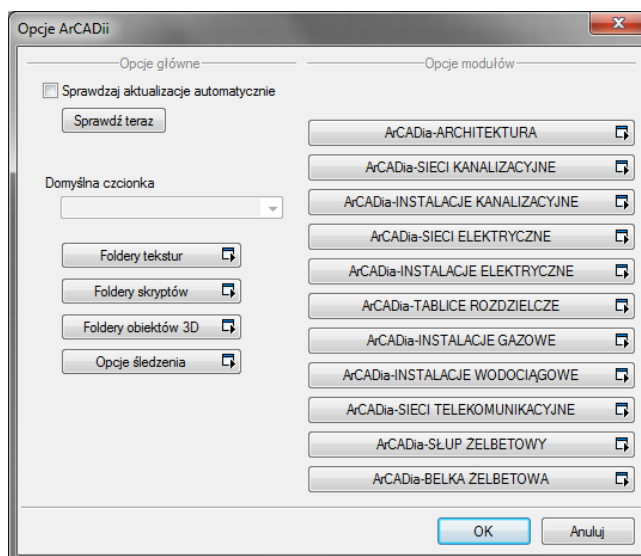 Opcje ArCADii
Opcje główne
Sprawdzaj aktualizacje automatycznie
Sprawdź teraz
Domyślna czcionka
Foldery tekstur
Foldery skryptów
Foldery obiektów 3D
Opcje śledzenia
Opcje modułów
ArCADia-ARCHITEKTURA
ArCADia-SIECI KANALIZACYJNE
ArCADia-INSTALACJE KANALIZACYJNE
ArCADia-SIECI ELEKTRYCZNE
ArCADia-INSTALACJE ELEKTRYCZNE
ArCADia-TABLICE ROZDZIELCZE
ArCADia-INSTALACJE GAZOWE
ArCADia-INSTALACJE WODOCIĄGOWE
ArCADia-SIECI TELEKOMUNIKACYJNE
ArCADia-SŁUP ŻELBETOWY
ArCADia-BELKA ŻELBETOWA
OK
Anuluj